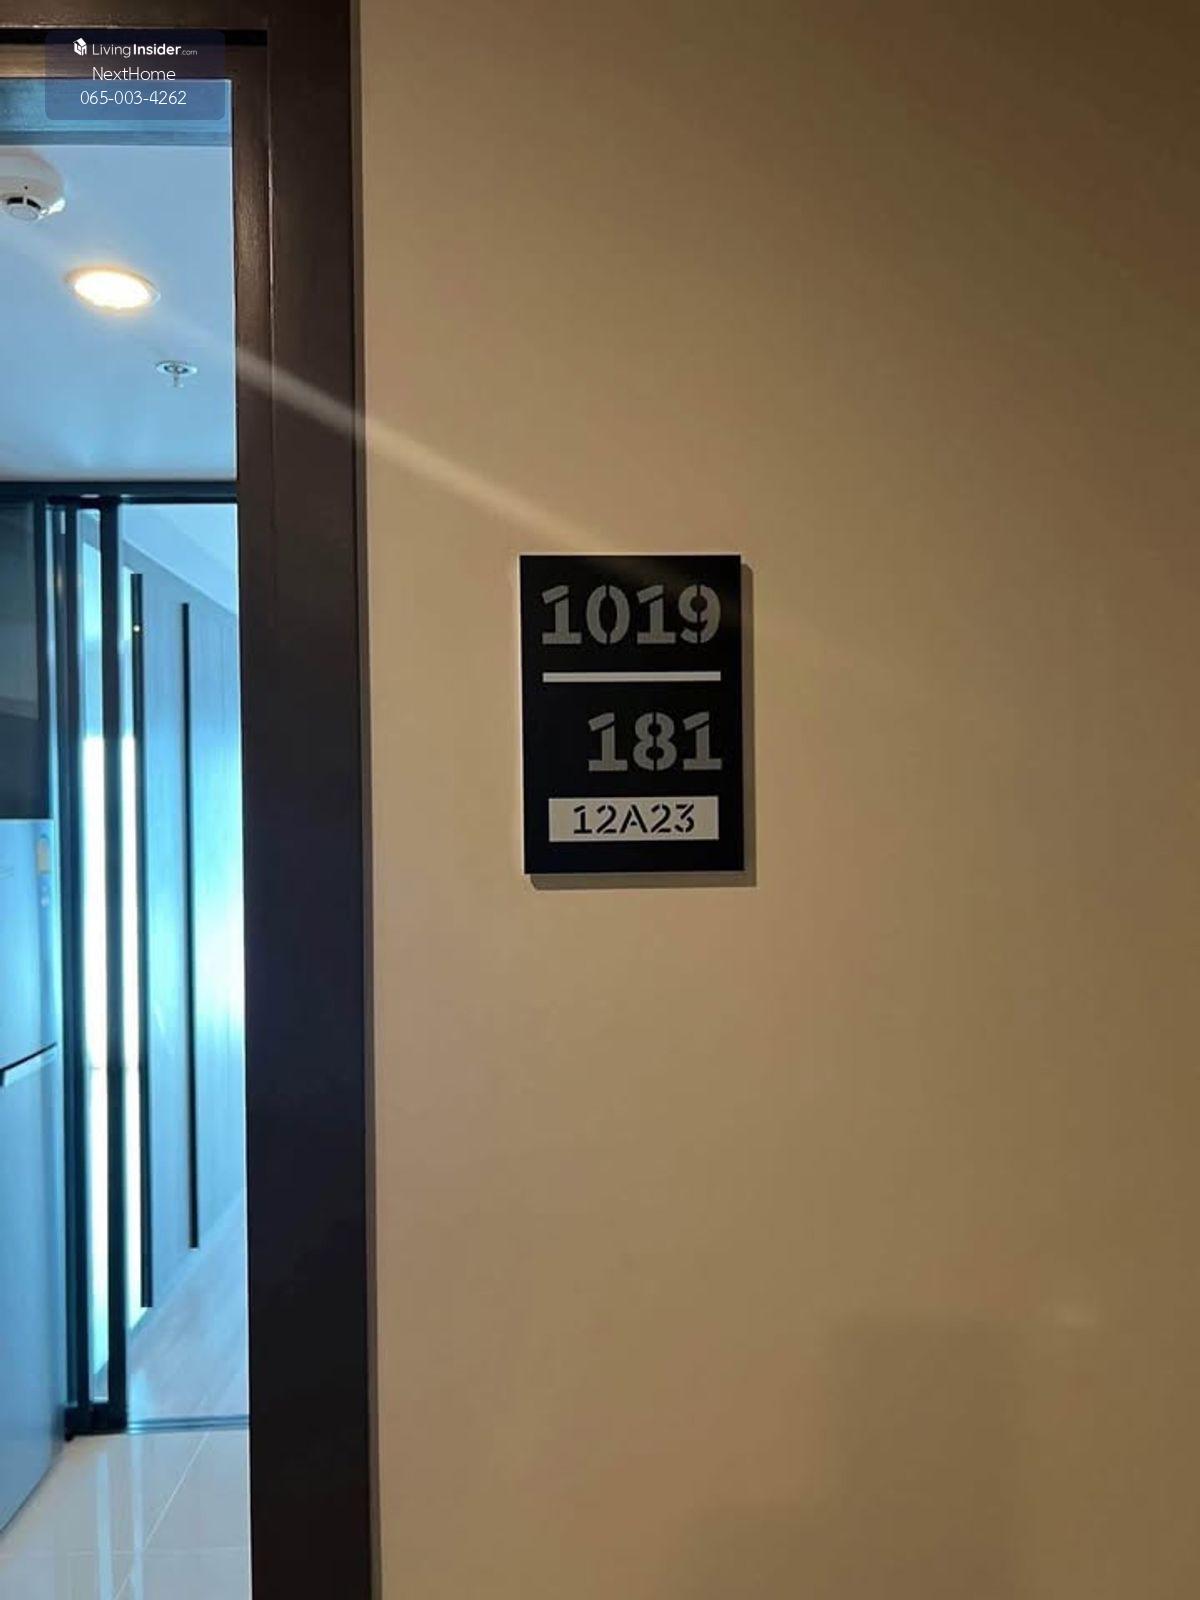 LivingInsider.com
NextHome
065-003-4262
1019
181
12A23